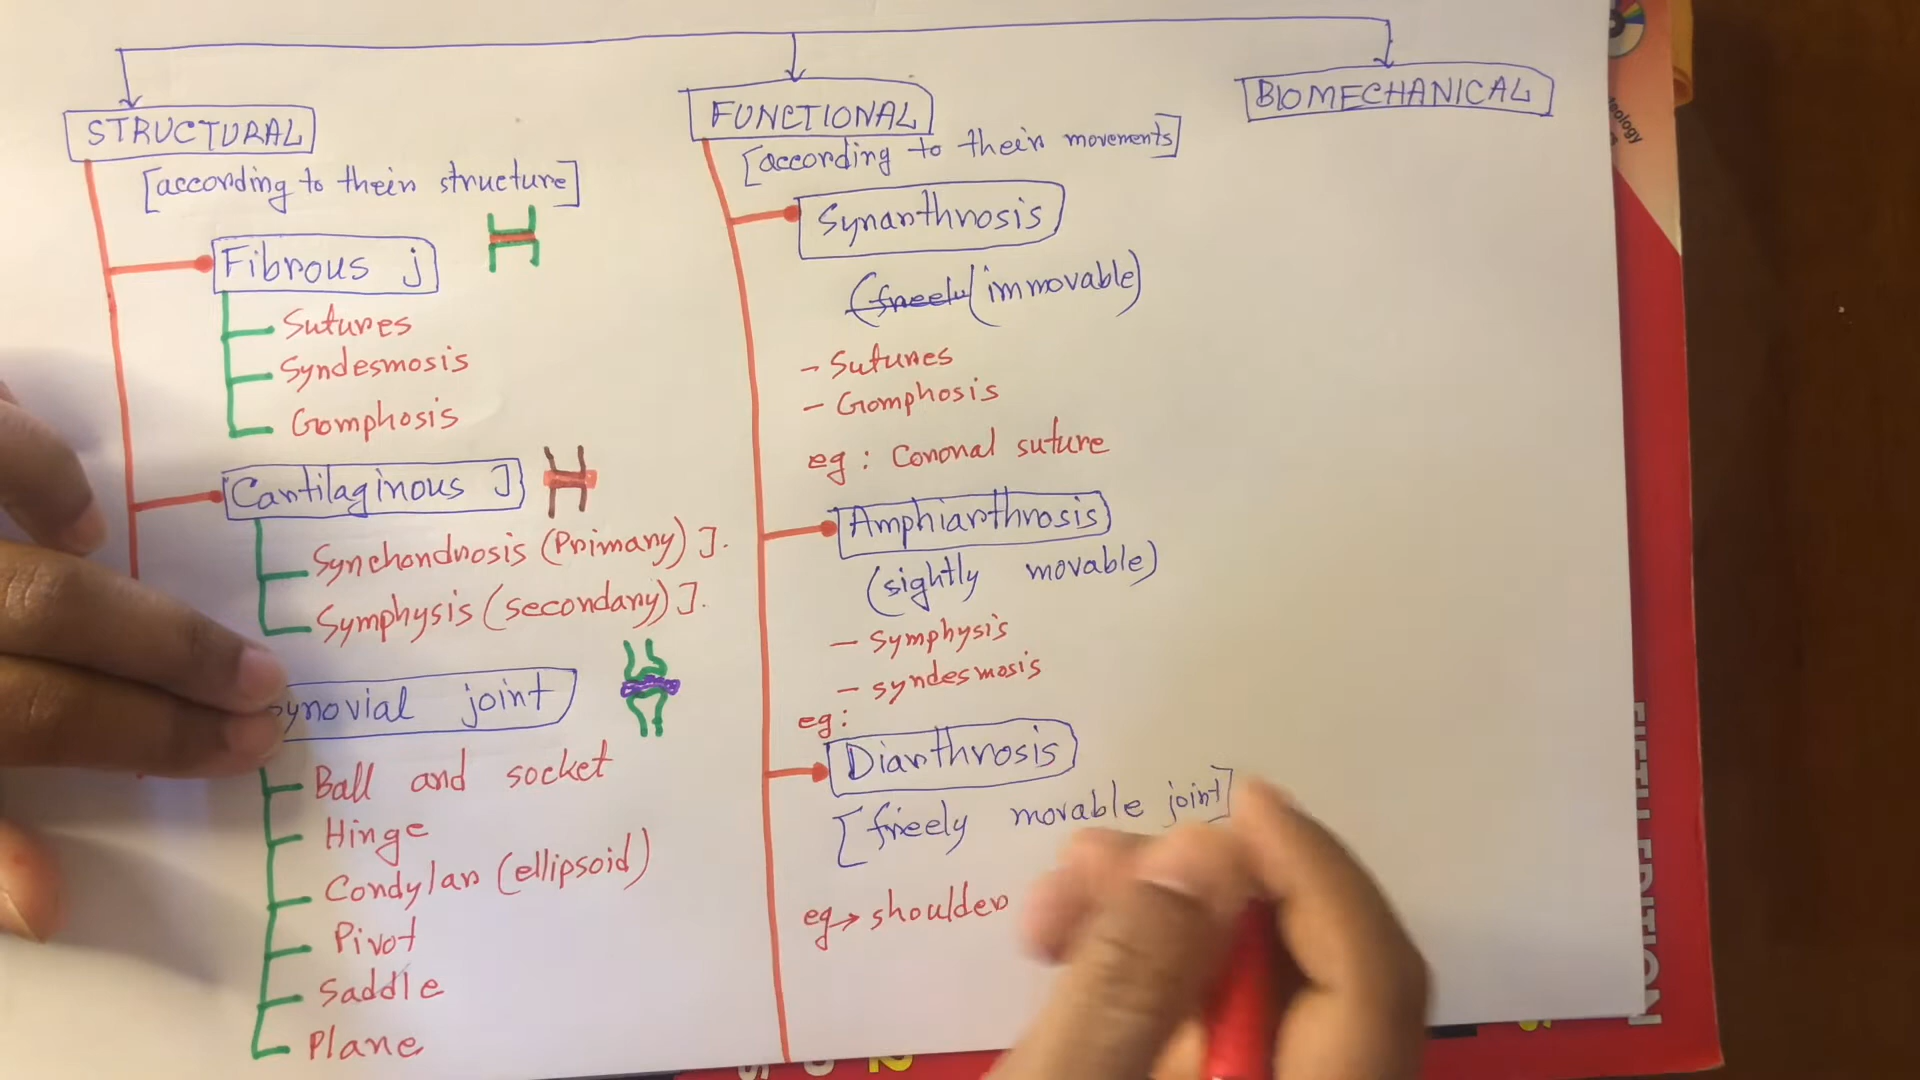 STRUCTURAL
[according to their structure]
Fibrous j
Sutures
Syndesmosis
Gomphosis
Cartilaginous J
Synchondrosis (Primary) J.
Symphysis (secondary) J.
ynovial joint
Ball and socket
Hinge
Condylar (ellipsoid)
Pivot
Saddle
Plane
FUNCTIONAL
[according to their movements]
Synarthrosis
(freely (immovable)
- Sutures
- Gomphosis
eg : Coronal suture
Amphiarthrosis
(sightly movable)
- Symphysis
- syndesmosis
eg :
Diarthrosis
[freely movable joint]
eg → shoulder
BIOMECHANICAL